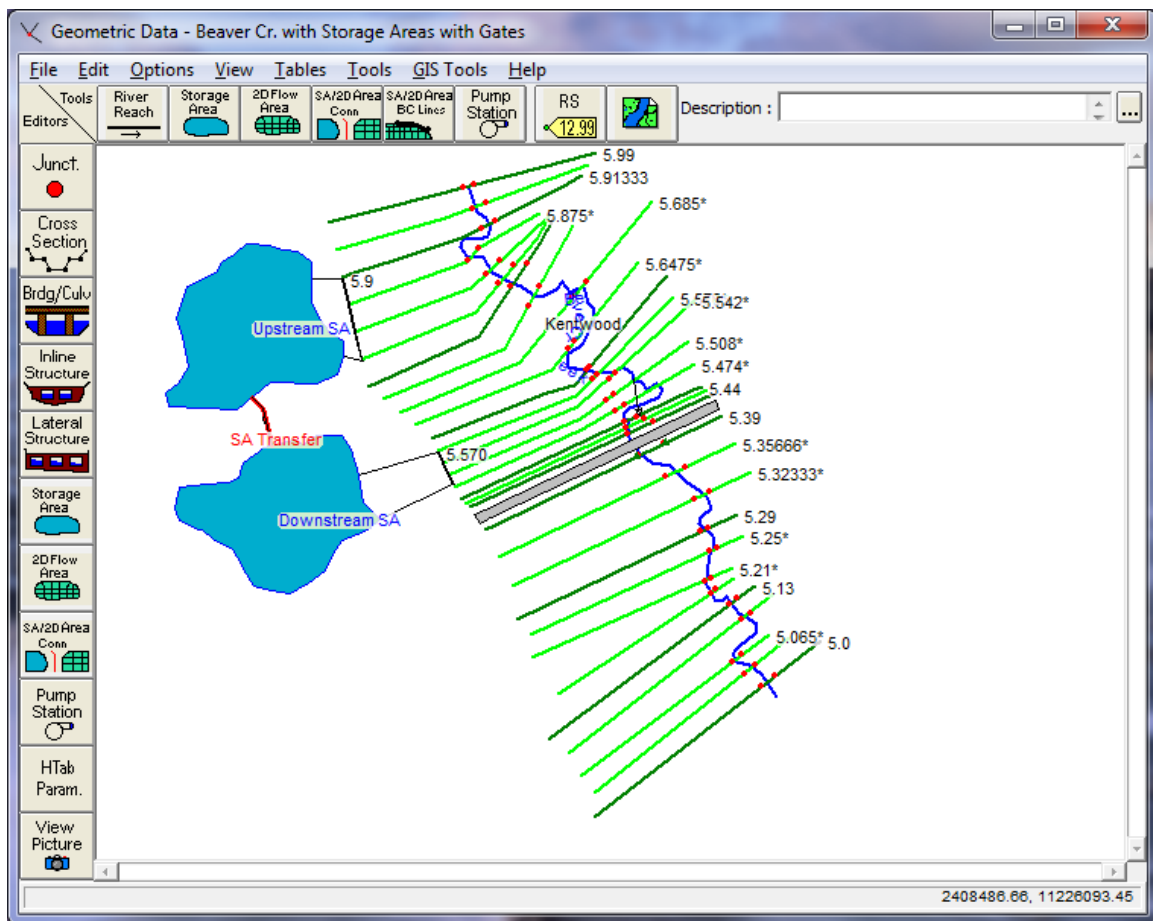 Geometric Data - Beaver Cr. with Storage Areas with Gates
File Edit Options View Tables Tools GIS Tools Help
Tools
Editors
River
Reach
Storage
Area
2D Flow
Area
SA/2D Area
Conn
SA/2D Area
BC Lines
Pump
Station
RS
12.99
Description :
...
Junct.
Cross
Section
Brdg/Culv
Inline
Structure
Lateral
Structure
Storage
Area
2D Flow
Area
SA/2D Area
Conn
Pump
Station
HTab
Param.
View
Picture
5.99
5.91333
5.875*
5.685*
5.9
5.6475*
5.542*
Upstream SA
Kentwood
5.508*
5.474*
5.44
5.39
SA Transfer
5.570
5.35666*
5.32333*
Downstream SA
5.29
5.25*
5.21*
5.13
5.065*
5.0
2408486.66, 11226093.45